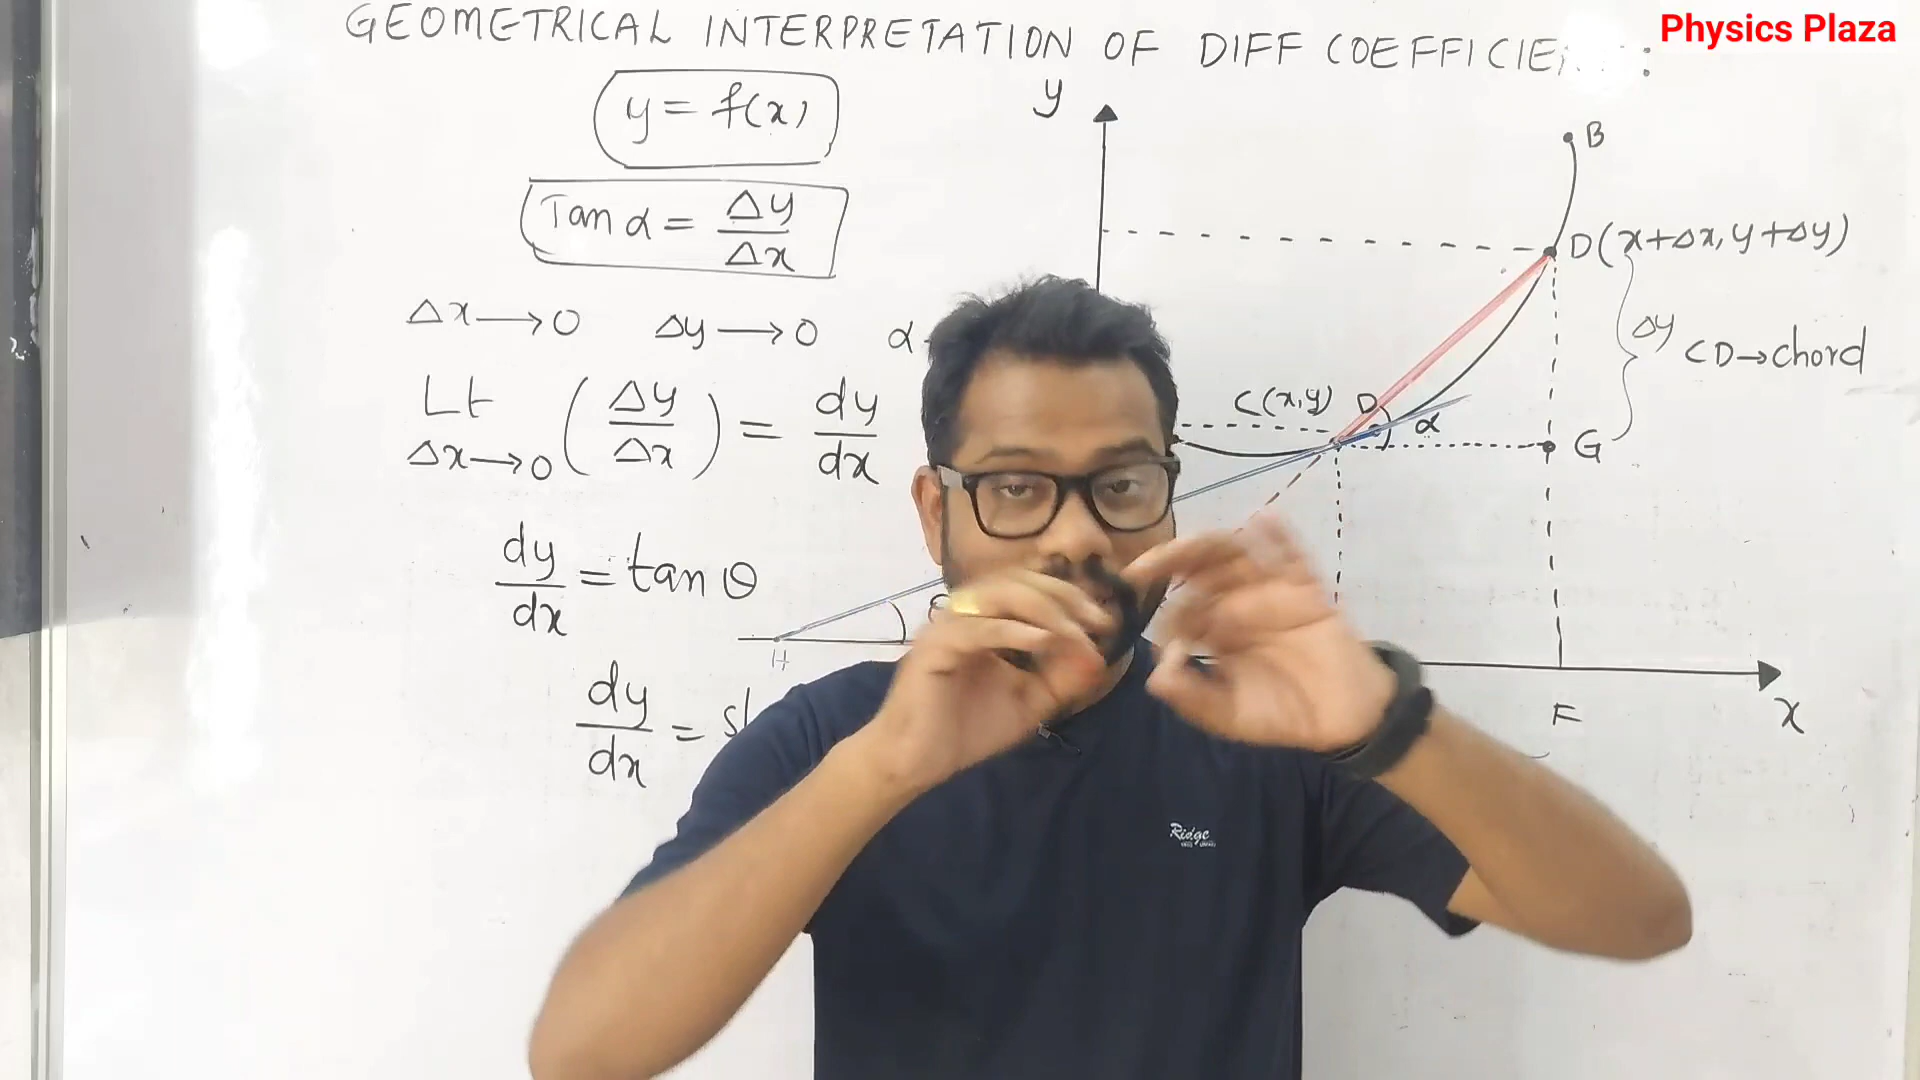 Physics Plaza
GEOMETRICAL INTERPRETATION OF DIFF COEFFICIE :
y = f(x)
Tan α = Δy/Δx
Δx → 0 Δy → 0 α
Lt Δx→0 (Δy/Δx) = dy/dx
dy/dx = tan θ
dy/dx =
y
B
D(x+Δx, y+Δy)
Δy
CD→chord
C(x,y) D
α
G
H
F
x
Ridge